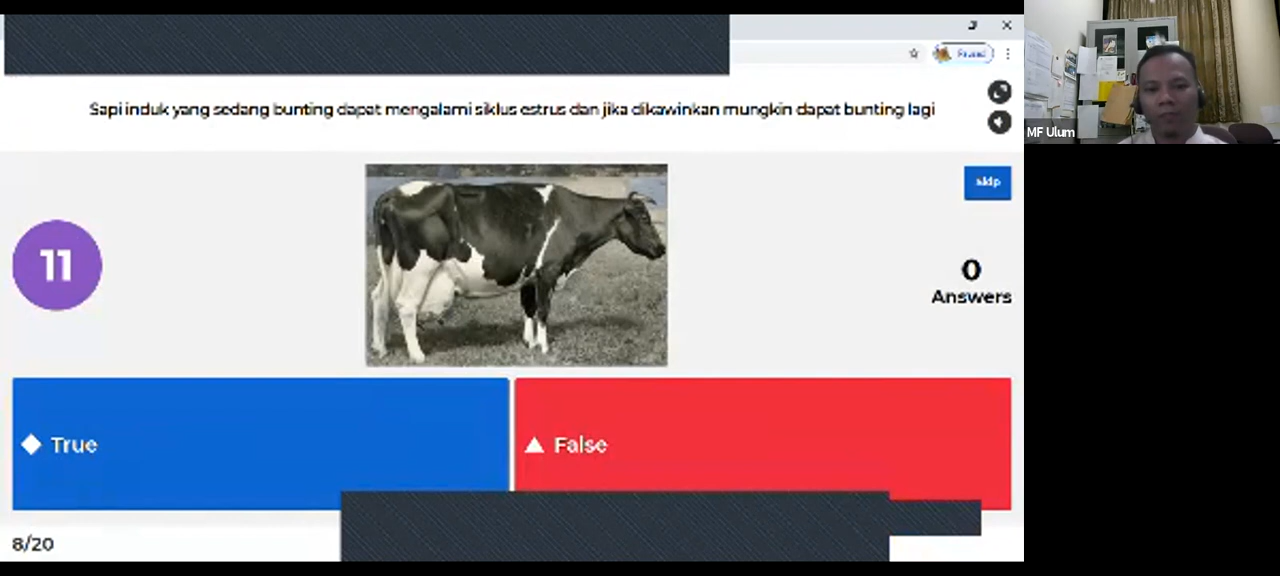 Paused
Sapi induk yang sedang bunting dapat mengalami siklus estrus dan jika dikawinkan mungkin dapat bunting lagi
MF Ulum
skip
11
0
Answers
True
False
8/20